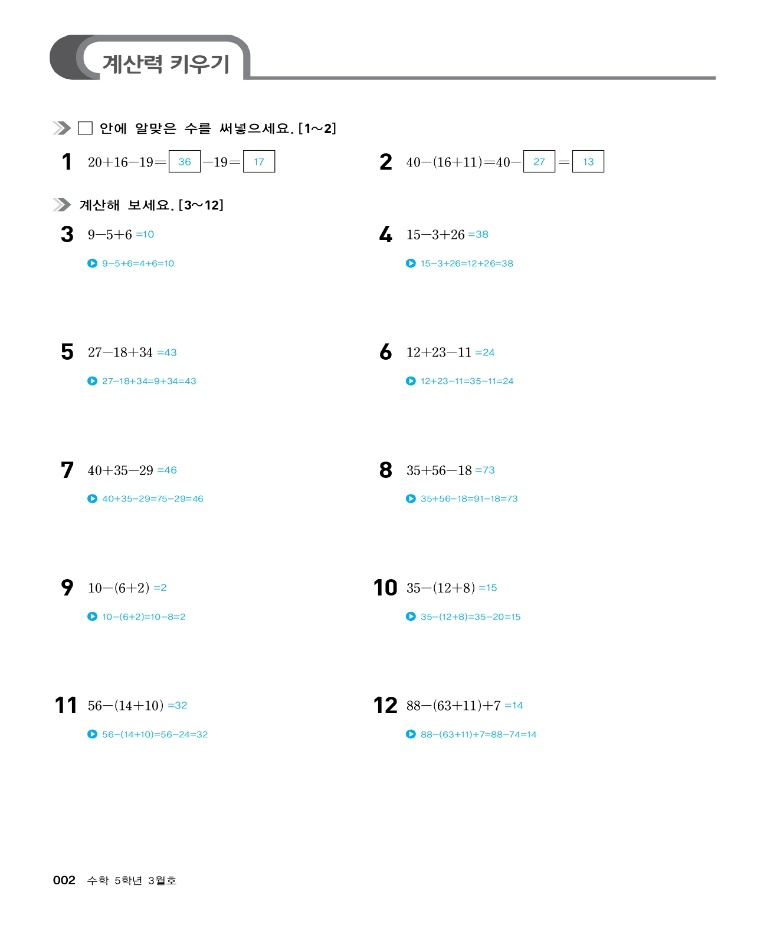 계산력 키우기
□ 안에 알맞은 수를 써넣으세요. [1~2]
1 20+16-19=36-19=17
2 40-(16+11)=40-27=13
계산해 보세요. [3~12]
3 9-5+6 =10
9-5+6=4+6=10
4 15-3+26 =38
15-3+26=12+26=38
5 27-18+34 =43
27-18+34=9+34=43
6 12+23-11 =24
12+23-11=35-11=24
7 40+35-29 =46
40+35-29=75-29=46
8 35+56-18 =73
35+56-18=91-18=73
9 10-(6+2) =2
10-(6+2)=10-8=2
10 35-(12+8) =15
35-(12+8)=35-20=15
11 56-(14+10) =32
56-(14+10)=56-24=32
12 88-(63+11)+7 =14
88-(63+11)+7=88-74=14
002 수학 5학년 3월호